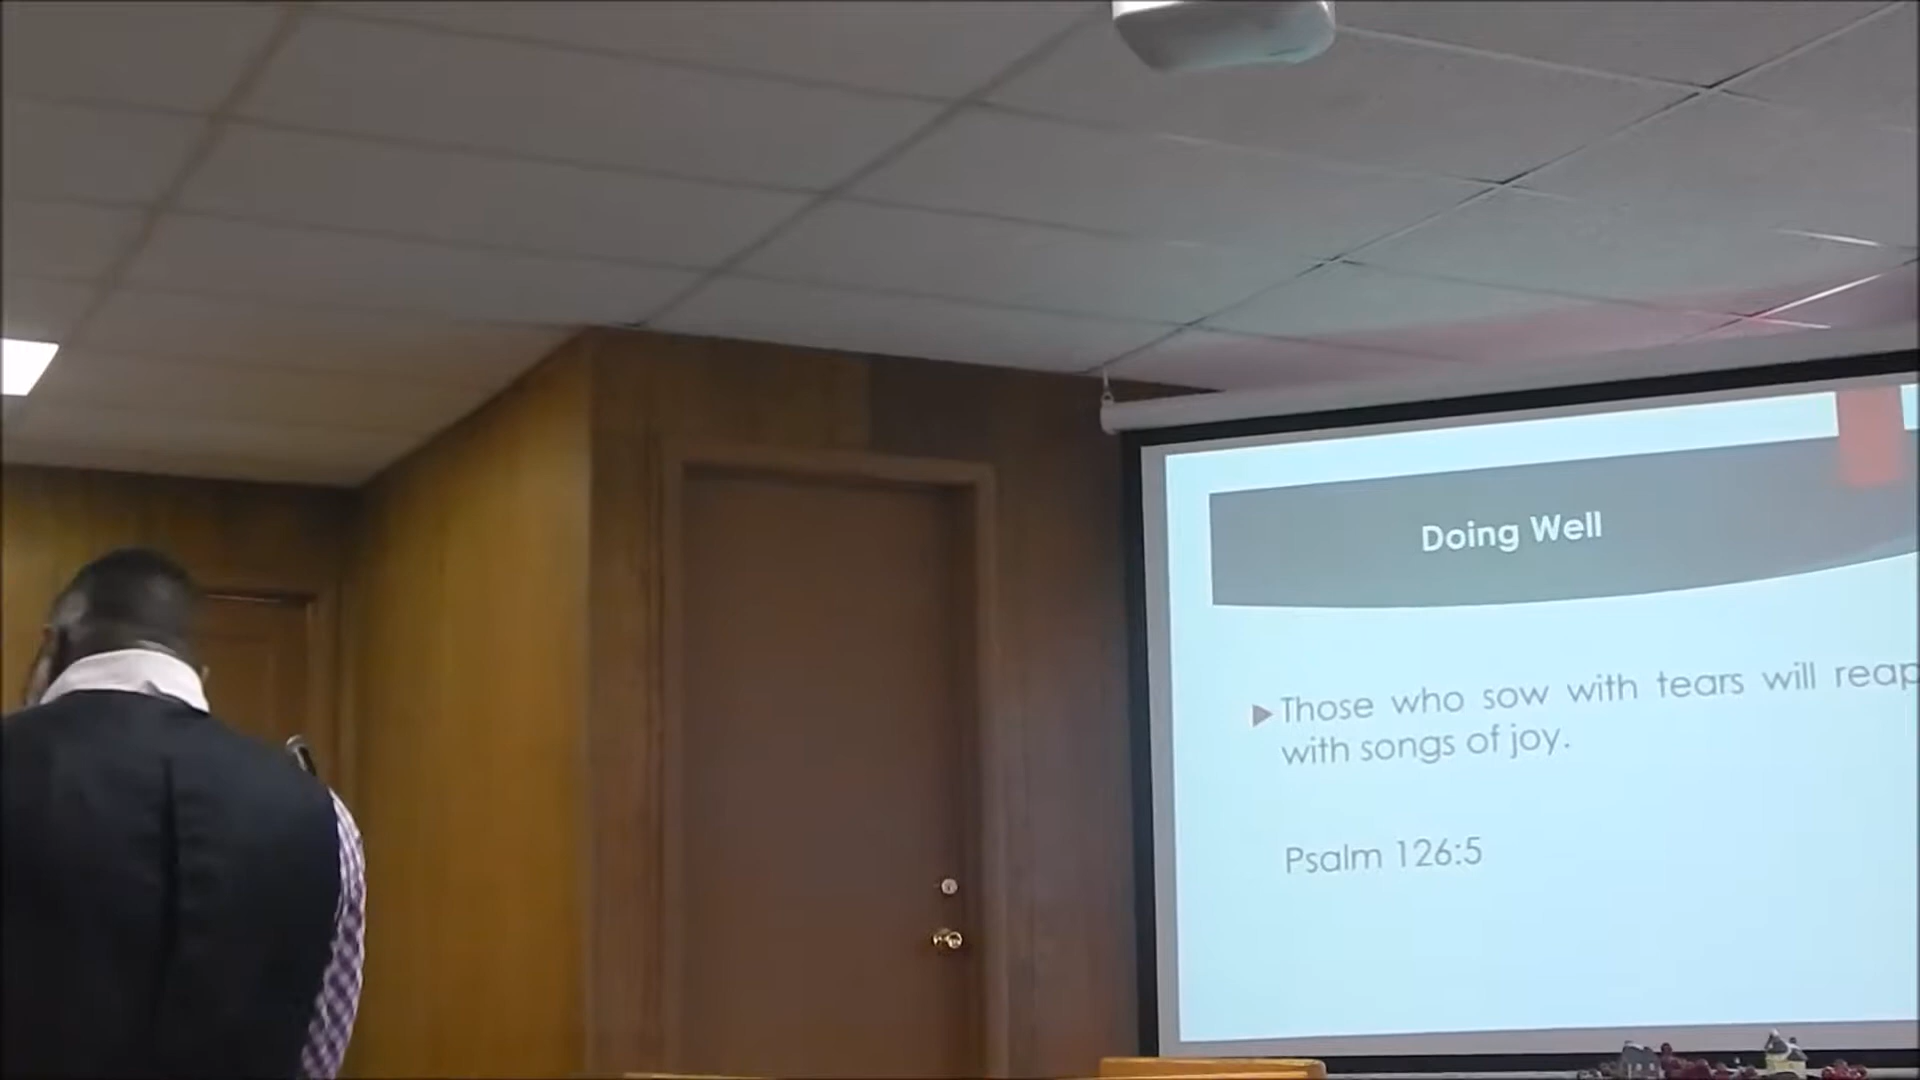 Doing Well
Those who sow with tears will reap
with songs of joy.
Psalm 126:5